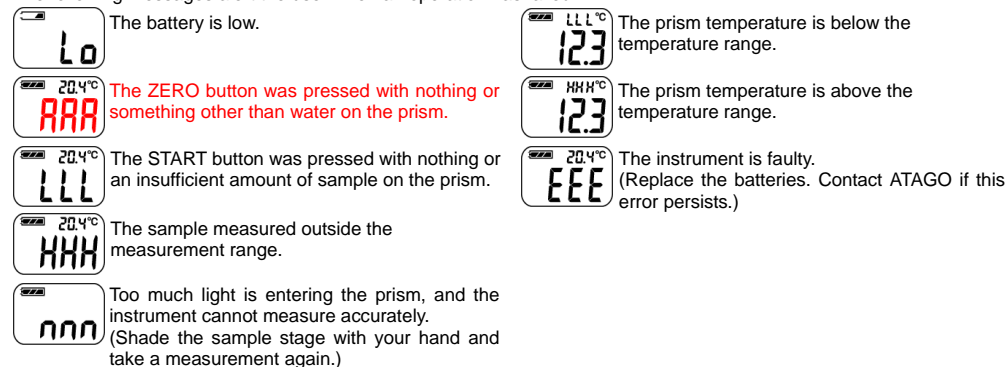 Lo
The battery is low.
20.4°C
AAA
The ZERO button was pressed with nothing or
something other than water on the prism.
20.4°C
LLL
The START button was pressed with nothing or
an insufficient amount of sample on the prism.
20.4°C
HHH
The sample measured outside the
measurement range.
nnn
Too much light is entering the prism, and the
instrument cannot measure accurately.
(Shade the sample stage with your hand and
take a measurement again.)
LLL°C
12.3
The prism temperature is below the
temperature range.
HHH°C
12.3
The prism temperature is above the
temperature range.
20.4°C
EEE
The instrument is faulty.
(Replace the batteries. Contact ATAGO if this
error persists.)